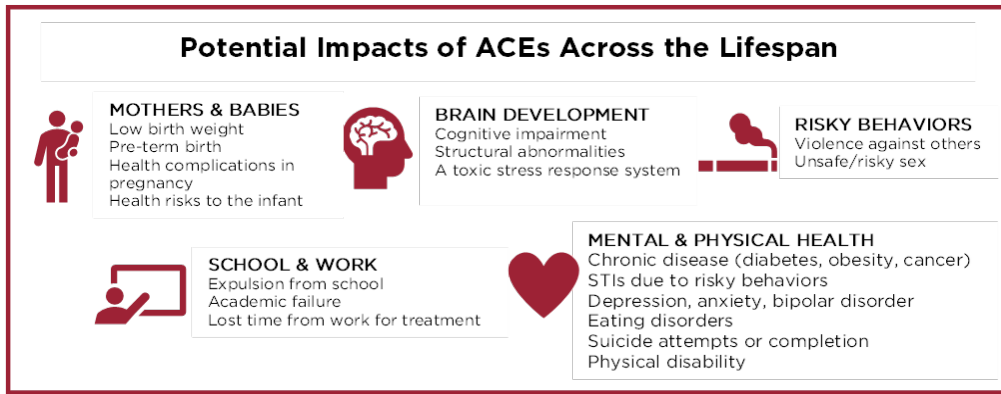 Potential Impacts of ACEs Across the Lifespan
MOTHERS & BABIES
Low birth weight
Pre-term birth
Health complications in
pregnancy
Health risks to the infant
BRAIN DEVELOPMENT
Cognitive impairment
Structural abnormalities
A toxic stress response system
RISKY BEHAVIORS
Violence against others
Unsafe/risky sex
SCHOOL & WORK
Expulsion from school
Academic failure
Lost time from work for treatment
MENTAL & PHYSICAL HEALTH
Chronic disease (diabetes, obesity, cancer)
STIs due to risky behaviors
Depression, anxiety, bipolar disorder
Eating disorders
Suicide attempts or completion
Physical disability